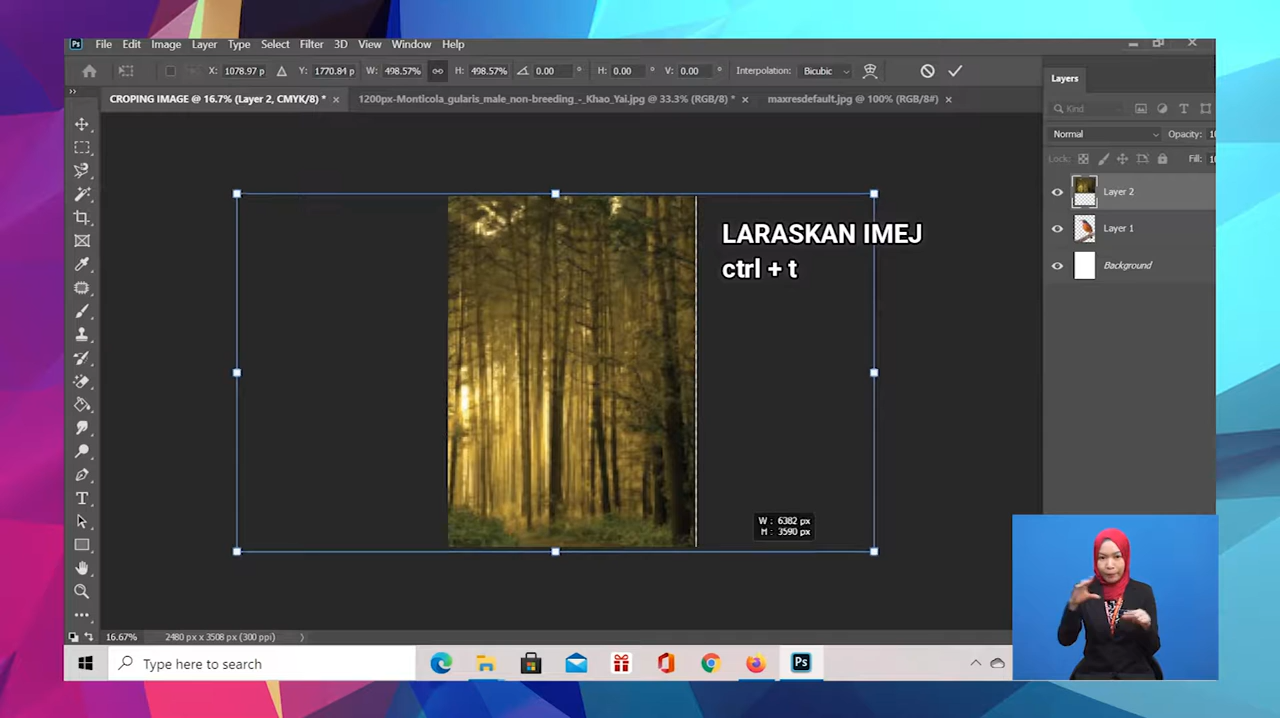 Ps File Edit Image Layer Type Select Filter 3D View Window Help
X: 1078.97 p Y: 1770.84 p W: 498.57% H: 498.57% 0.00 ° H: 0.00 ° V: 0.00 ° Interpolation: Bicubic
CROPING IMAGE @ 16.7% (Layer 2, CMYK/8) * × 1200px-Monticola_gularis_male_non-breeding_-_Khao_Yai.jpg @ 33.3% (RGB/8) * × maxresdefault.jpg @ 100% (RGB/8#) ×
Layers
Kind
Normal Opacity: 10
Lock: Fill: 10
Layer 2
Layer 1
Background
LARASKAN IMEJ
ctrl + t
W : 6382 px
H : 3590 px
16.67% 2480 px x 3508 px (300 ppi)
Type here to search
Ps